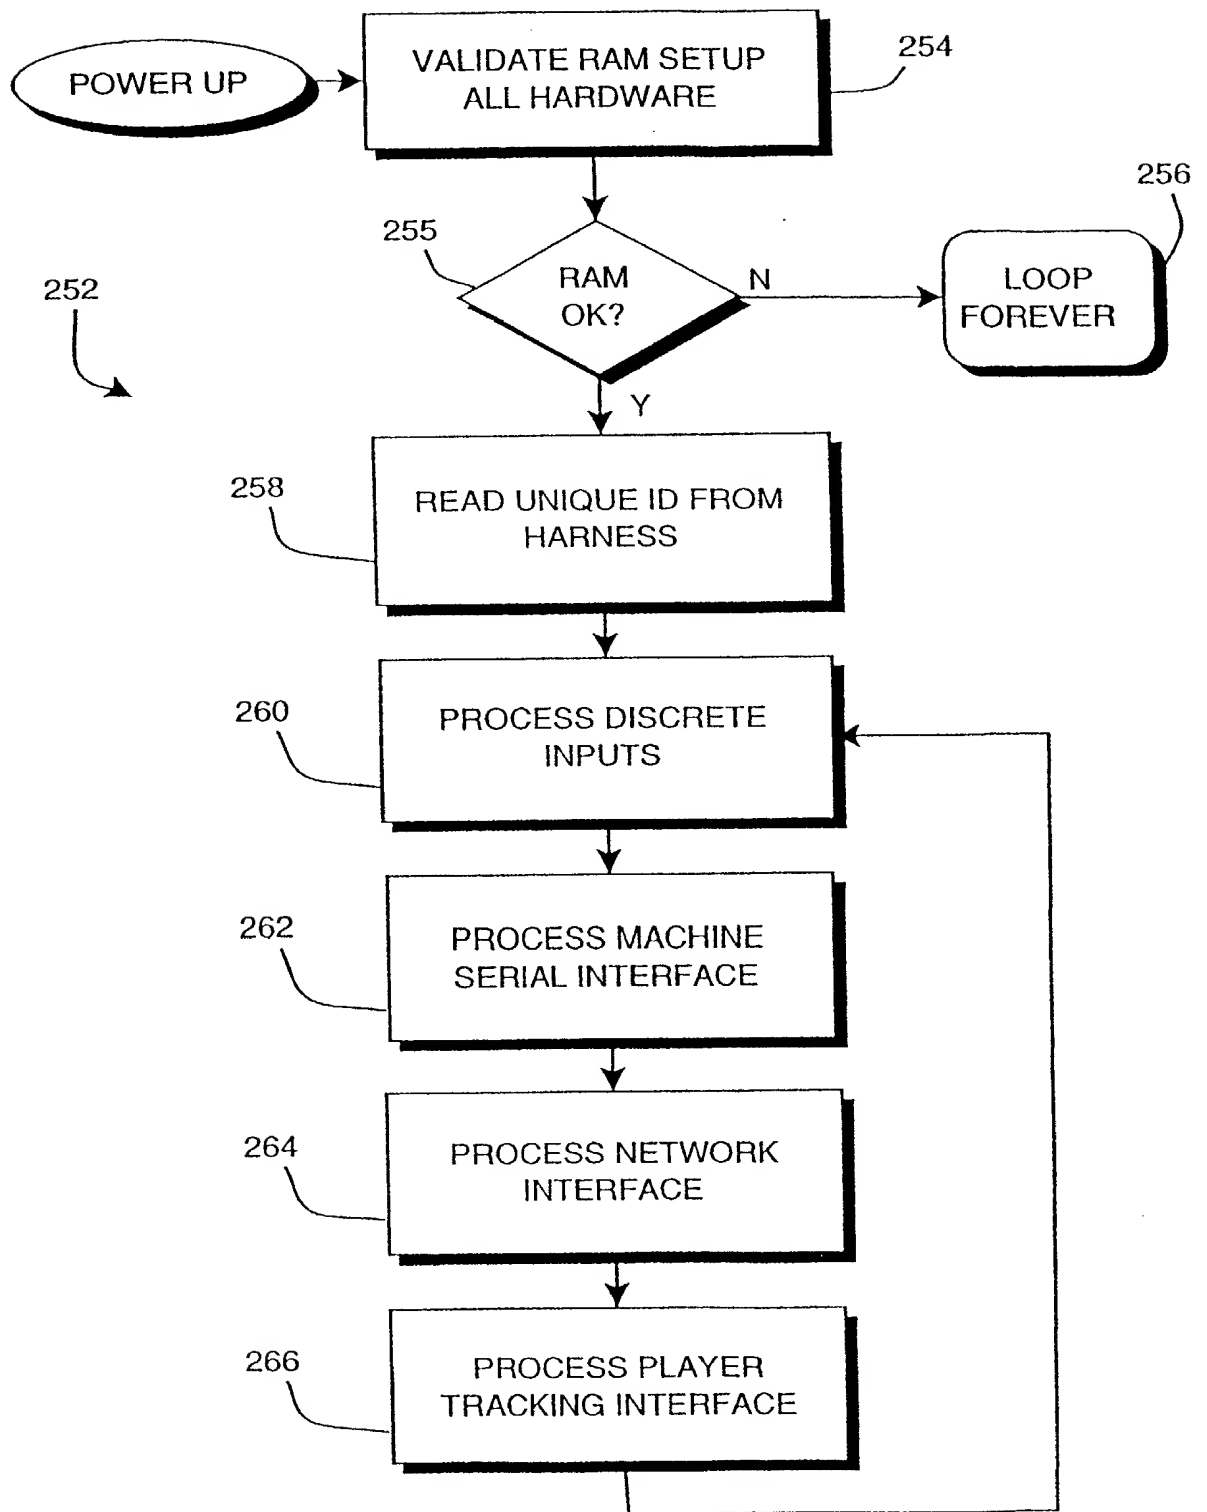 POWER UP
VALIDATE RAM SETUP
ALL HARDWARE
254
255
RAM
OK?
N
256
LOOP
FOREVER
252
Y
258
READ UNIQUE ID FROM
HARNESS
260
PROCESS DISCRETE
INPUTS
262
PROCESS MACHINE
SERIAL INTERFACE
264
PROCESS NETWORK
INTERFACE
266
PROCESS PLAYER
TRACKING INTERFACE